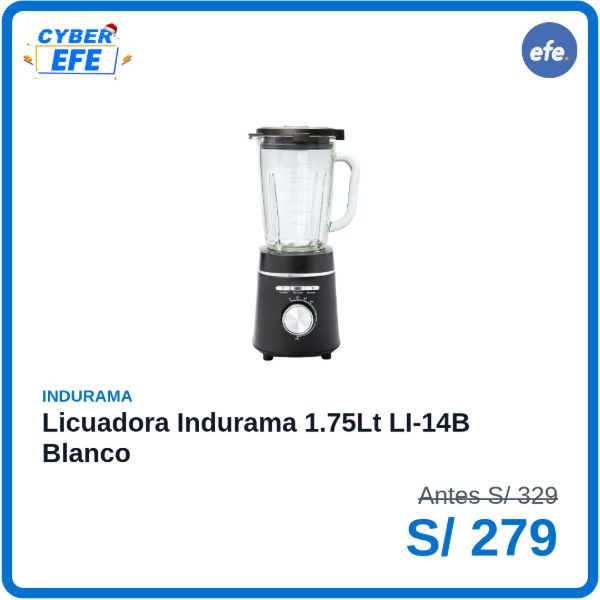 CYBER
EFE
efe.
INDURAMA
Licuadora Indurama 1.75Lt LI-14B
Blanco
Antes S/ 329
S/ 279